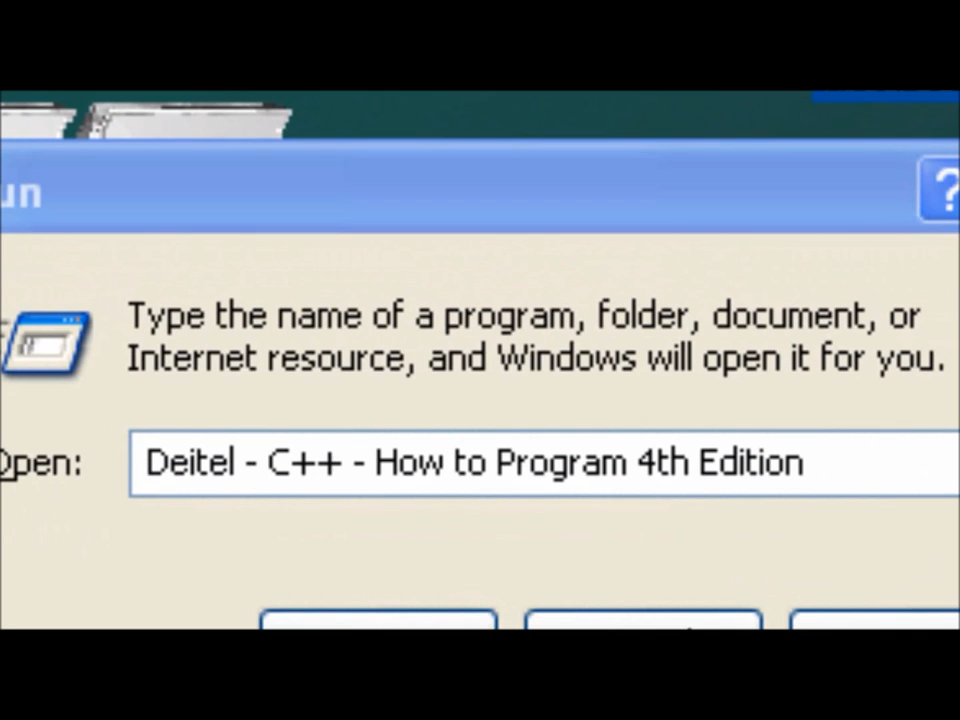 un
?
Type the name of a program, folder, document, or
Internet resource, and Windows will open it for you.
Open: Deitel - C++ - How to Program 4th Edition